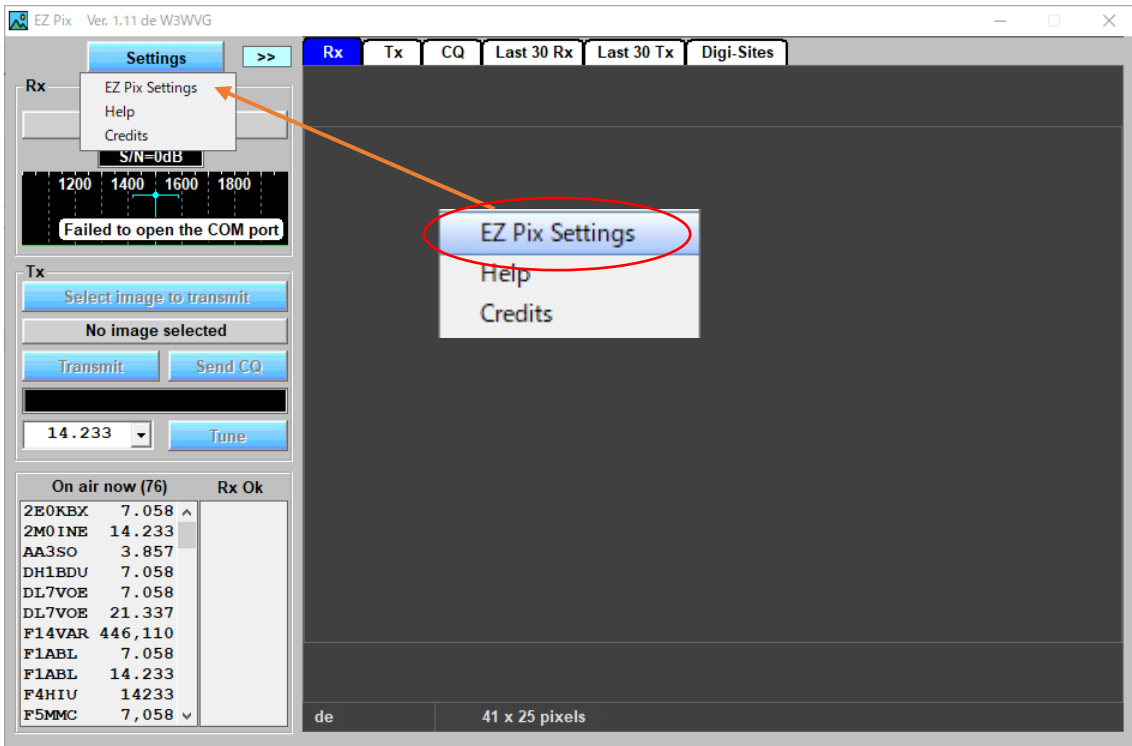 EZ Pix Ver. 1.11 de W3WVG
Settings >>
Rx Tx CQ Last 30 Rx Last 30 Tx Digi-Sites
Rx
EZ Pix Settings
Help
Credits
S/N=0dB
1200 1400 1600 1800
Failed to open the COM port
Tx
Select image to transmit
No image selected
Transmit Send CQ
14.233 Tune
On air now (76) Rx Ok
2E0KBX 7.058
2M0INE 14.233
AA3SO 3.857
DH1BDU 7.058
DL7VOE 7.058
DL7VOE 21.337
F14VAR 446,110
F1ABL 7.058
F1ABL 14.233
F4HIU 14233
F5MMC 7,058
EZ Pix Settings
Help
Credits
de 41 x 25 pixels